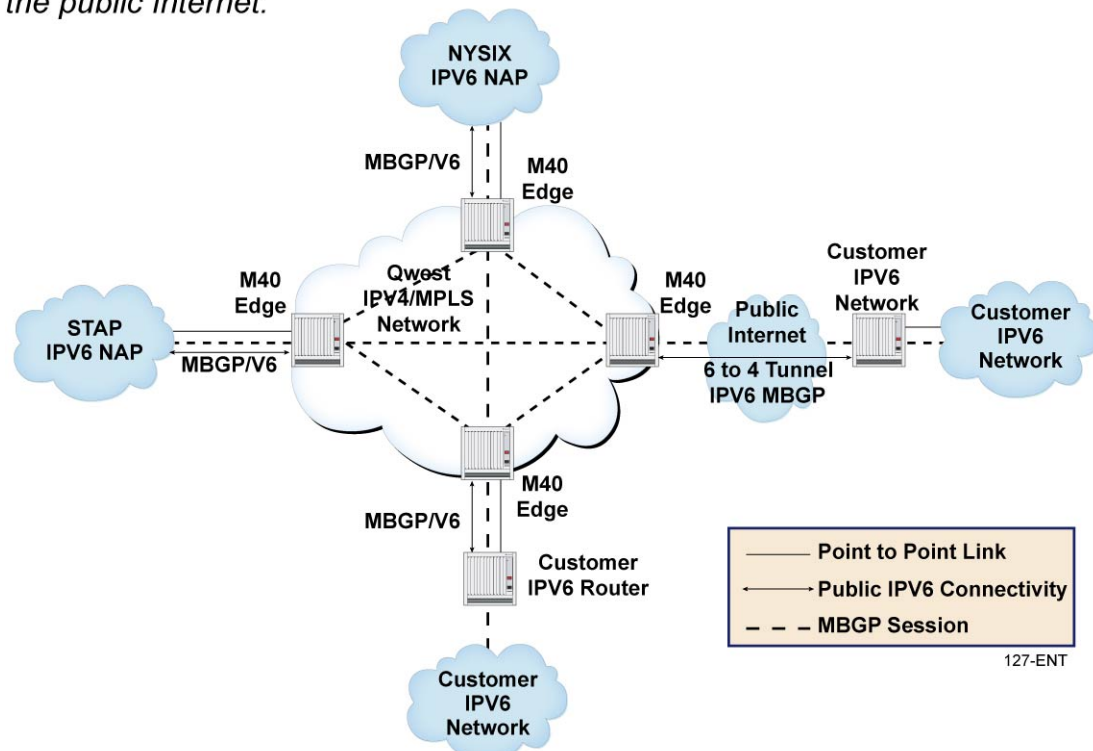 the public Internet.
NYSIX
IPV6 NAP
MBGP/V6
M40
Edge
Qwest
IPV4/MPLS
Network
M40
Edge
STAP
IPV6 NAP
MBGP/V6
M40
Edge
Public
Internet
6 to 4 Tunnel
IPV6 MBGP
Customer
IPV6
Network
Customer
IPV6
Network
M40
Edge
MBGP/V6
Customer
IPV6 Router
Customer
IPV6
Network
Point to Point Link
Public IPV6 Connectivity
MBGP Session
127-ENT